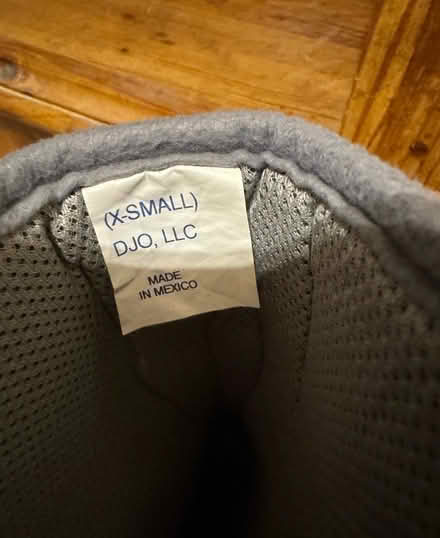 (X-SMALL)
DJO, LLC
MADE
IN MEXICO